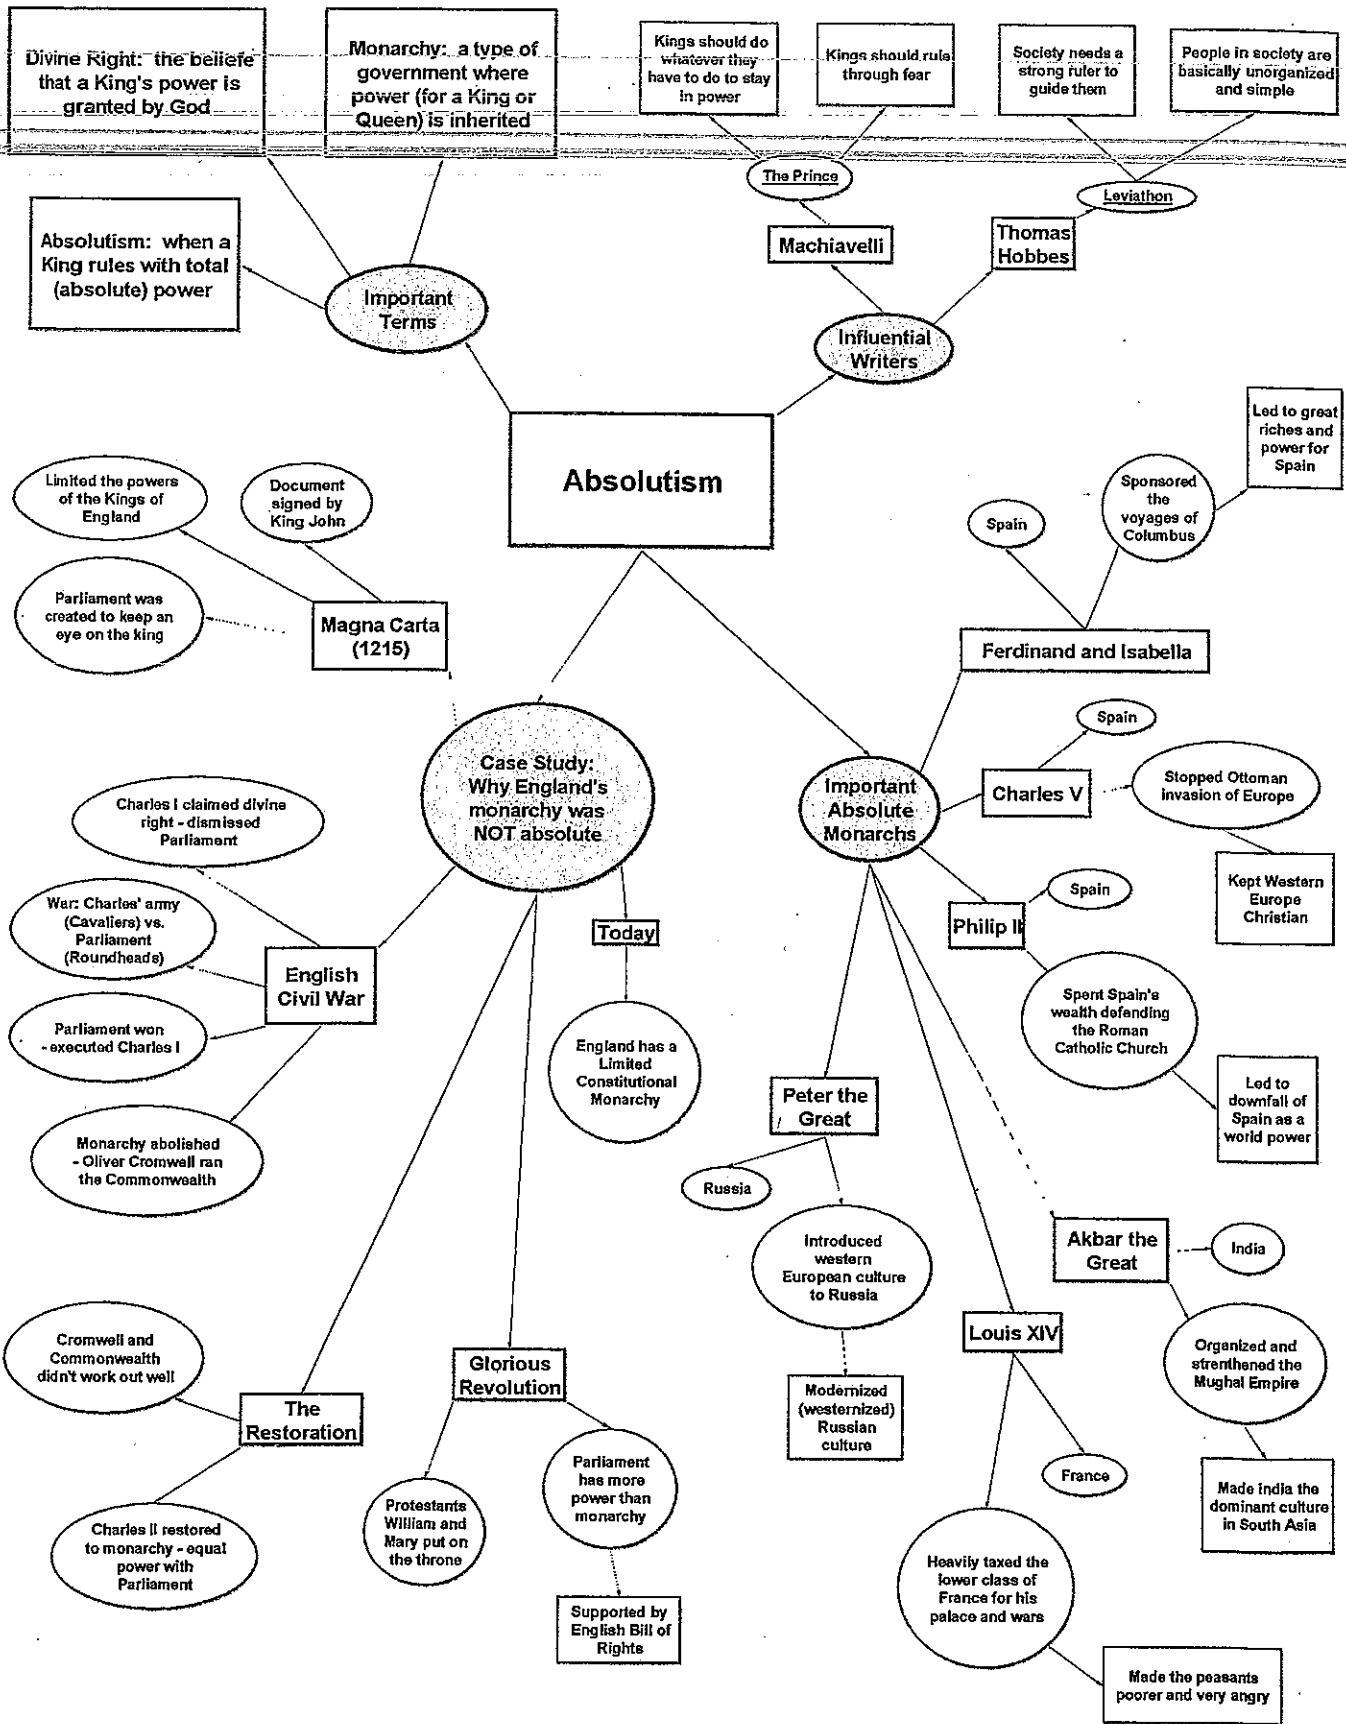 Divine Right:  the beliefe
that a King's power is
granted by God
Monarchy:  a type of
government where
power (for a King or
Queen) is inherited
Kings should do
whatever they
have to do to stay
in power
Kings should rule
through fear
Society needs a
strong ruler to
guide them
People in society are
basically unorganized
and simple
The Prince
Leviathon
Absolutism:  when a
King rules with total
(absolute) power
Machiavelli
Thomas
Hobbes
Important
Terms
Influential
Writers
Absolutism
Led to great
riches and
power for
Spain
Limited the powers
of the Kings of
England
Document
signed by
King John
Spain
Sponsored
the
voyages of
Columbus
Parliament was
created to keep an
eye on the king
Magna Carta
(1215)
Ferdinand and Isabella
Case Study:
Why England's
monarchy was
NOT absolute
Important
Absolute
Monarchs
Spain
Charles V
Stopped Ottoman
invasion of Europe
Kept Western
Europe
Christian
Charles I claimed divine
right - dismissed
Parliament
War: Charles' army
(Cavaliers) vs.
Parliament
(Roundheads)
English
Civil War
Parliament won
- executed Charles I
Monarchy abolished
- Oliver Cromwell ran
the Commonwealth
Today
England has a
Limited
Constitutional
Monarchy
Spain
Philip II
Spent Spain's
wealth defending
the Roman
Catholic Church
Led to
downfall of
Spain as a
world power
Peter the
Great
Russia
Introduced
western
European culture
to Russia
Modernized
(westernized)
Russian
culture
Akbar the
Great
India
Organized and
strenthened the
Mughal Empire
Made india the
dominant culture
in South Asia
Louis XIV
France
Heavily taxed the
lower class of
France for his
palace and wars
Made the peasants
poorer and very angry
Cromwell and
Commonwealth
didn't work out well
The
Restoration
Charles II restored
to monarchy - equal
power with
Parliament
Glorious
Revolution
Protestants
William and
Mary put on
the throne
Parliament
has more
power than
monarchy
Supported by
English Bill of
Rights